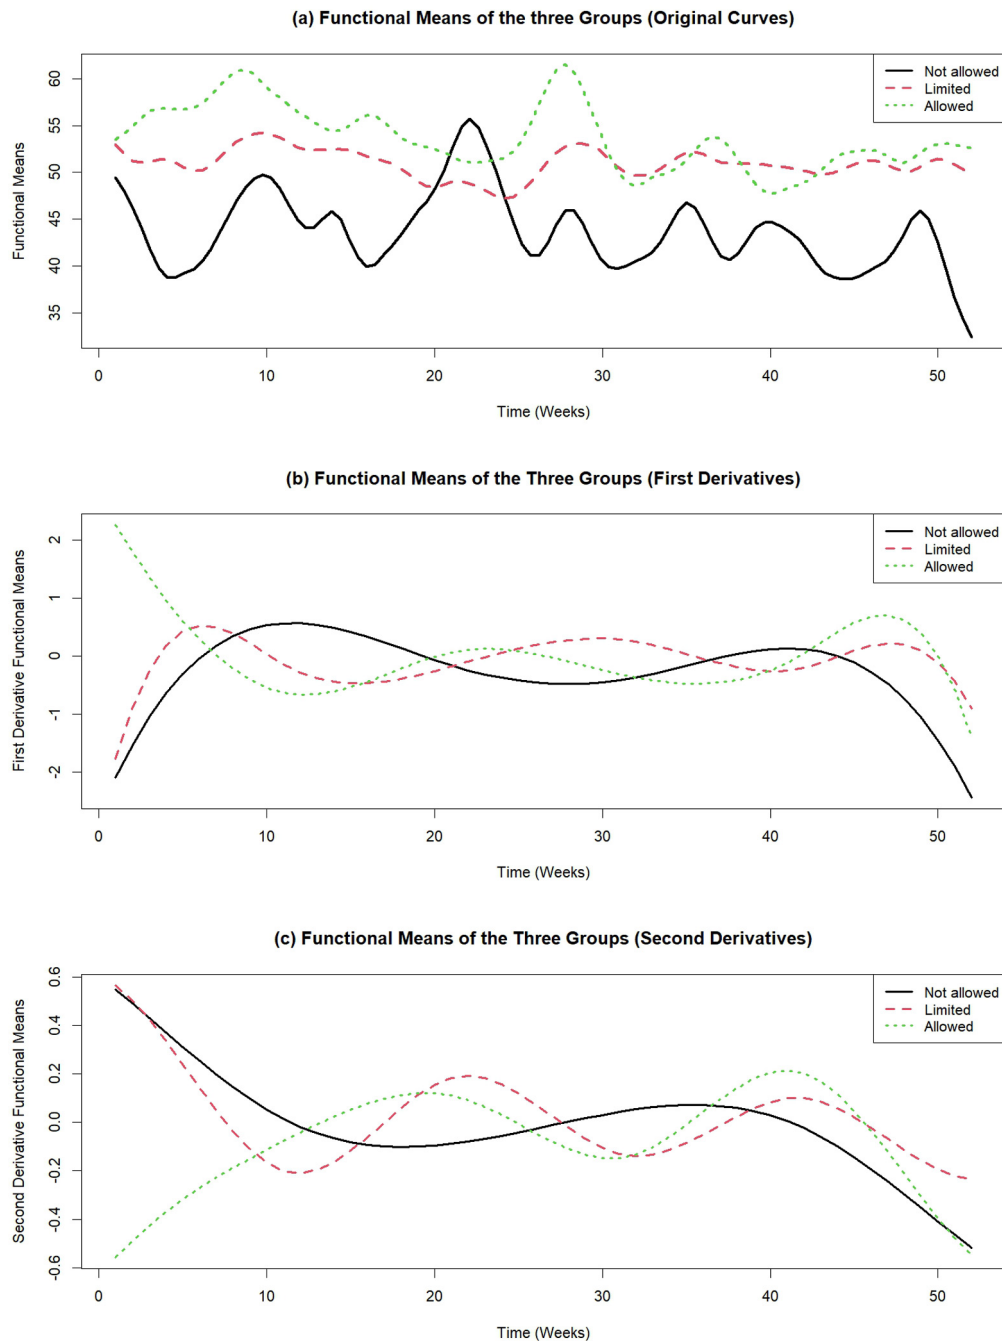 (a) Functional Means of the three Groups (Original Curves)
Functional Means
60
55
50
45
40
35
Not allowed
Limited
Allowed
0 10 20 30 40 50
Time (Weeks)
(b) Functional Means of the Three Groups (First Derivatives)
First Derivative Functional Means
2
1
0
-1
-2
Not allowed
Limited
Allowed
0 10 20 30 40 50
Time (Weeks)
(c) Functional Means of the Three Groups (Second Derivatives)
Second Derivative Functional Means
0.6
0.4
0.2
0.0
-0.2
-0.4
-0.6
Not allowed
Limited
Allowed
0 10 20 30 40 50
Time (Weeks)